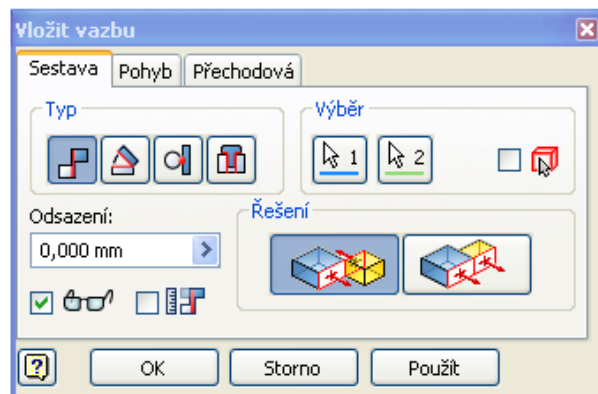 Vložit vazbu
Sestava Pohyb Přechodová
Typ
Výběr
1 2
Odsazení:
0,000 mm
Řešení
OK Storno Použít